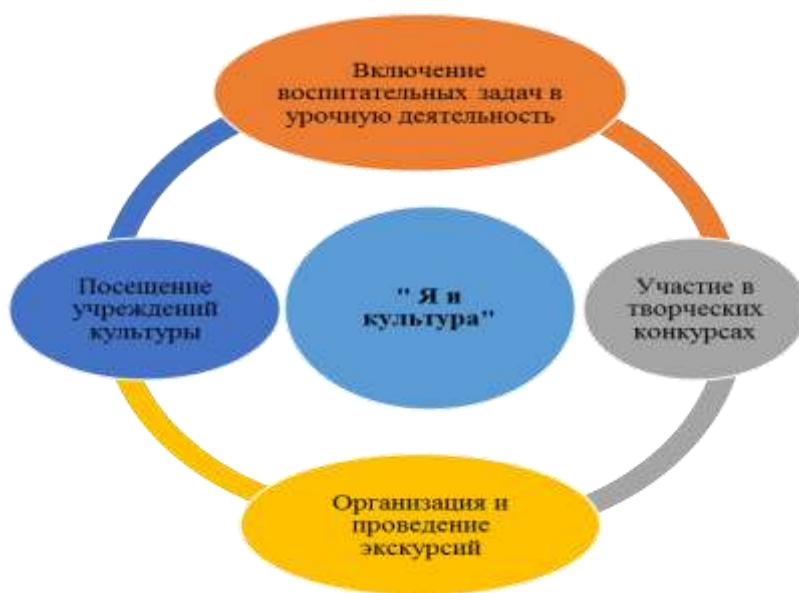 Включение
воспитательных задач в
урочную деятельность
Посещение
учреждений
культуры
" Я и
культура"
Участие в
творческих
конкурсах
Организация и
проведение
экскурсий